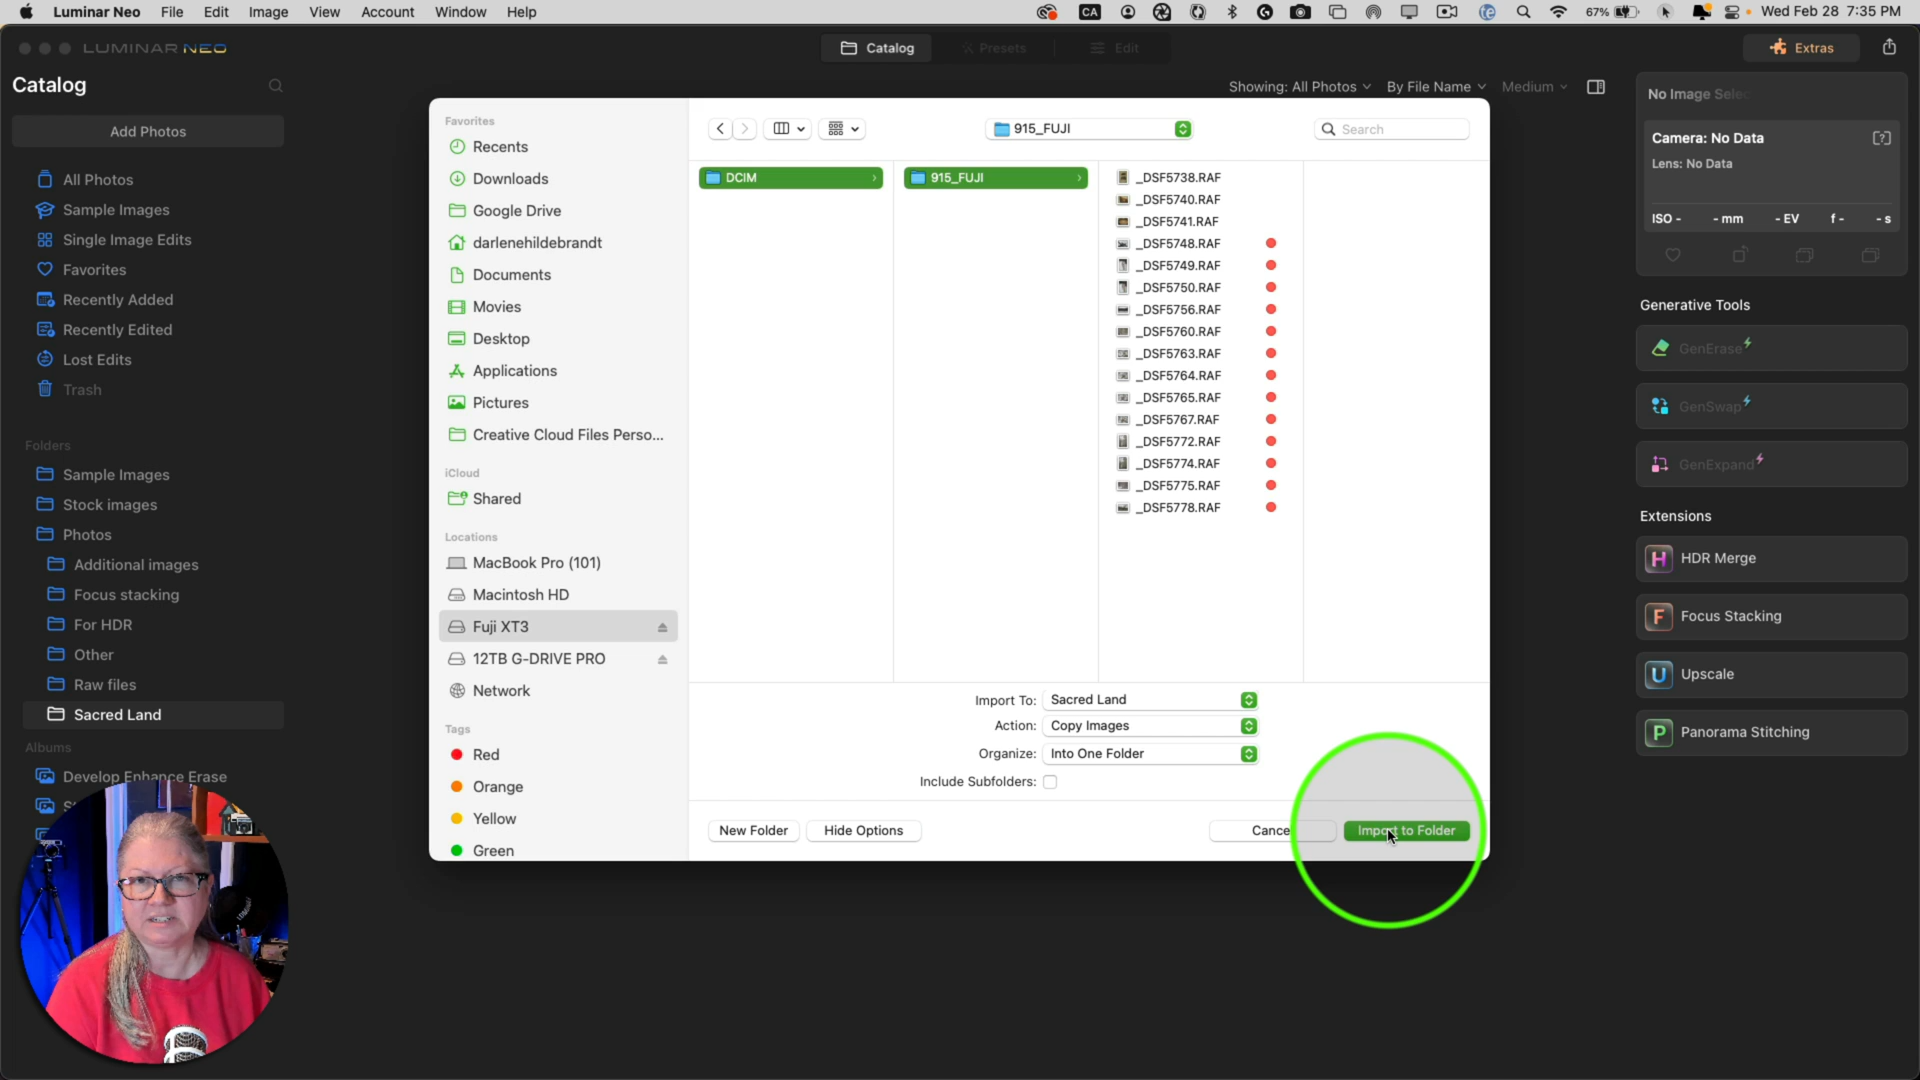 Luminar Neo File Edit Image View Account Window Help
CA 67% Wed Feb 28 7:35 PM
LUMINAR NEO
Catalog Presets Edit
Extras
Catalog
Showing: All Photos By File Name Medium
Add Photos
All Photos
Sample Images
Single Image Edits
Favorites
Recently Added
Recently Edited
Lost Edits
Trash
Folders
Sample Images
Stock images
Photos
Additional images
Focus stacking
For HDR
Other
Raw files
Sacred Land
Albums
Develop Enhance Erase
Favorites
Recents
Downloads
Google Drive
darlenehildebrandt
Documents
Movies
Desktop
Applications
Pictures
Creative Cloud Files Perso...
iCloud
Shared
Locations
MacBook Pro (101)
Macintosh HD
Fuji XT3
12TB G-DRIVE PRO
Network
Tags
Red
Orange
Yellow
Green
915_FUJI
Search
DCIM
915_FUJI
_DSF5738.RAF
_DSF5740.RAF
_DSF5741.RAF
_DSF5748.RAF
_DSF5749.RAF
_DSF5750.RAF
_DSF5756.RAF
_DSF5760.RAF
_DSF5763.RAF
_DSF5764.RAF
_DSF5765.RAF
_DSF5767.RAF
_DSF5772.RAF
_DSF5774.RAF
_DSF5775.RAF
_DSF5778.RAF
Import To: Sacred Land
Action: Copy Images
Organize: Into One Folder
Include Subfolders:
New Folder Hide Options Cance Import to Folder
No Image Selec
Camera: No Data [?]
Lens: No Data
ISO - - mm - EV f - - s
Generative Tools
GenErase
GenSwap
GenExpand
Extensions
H HDR Merge
F Focus Stacking
U Upscale
P Panorama Stitching